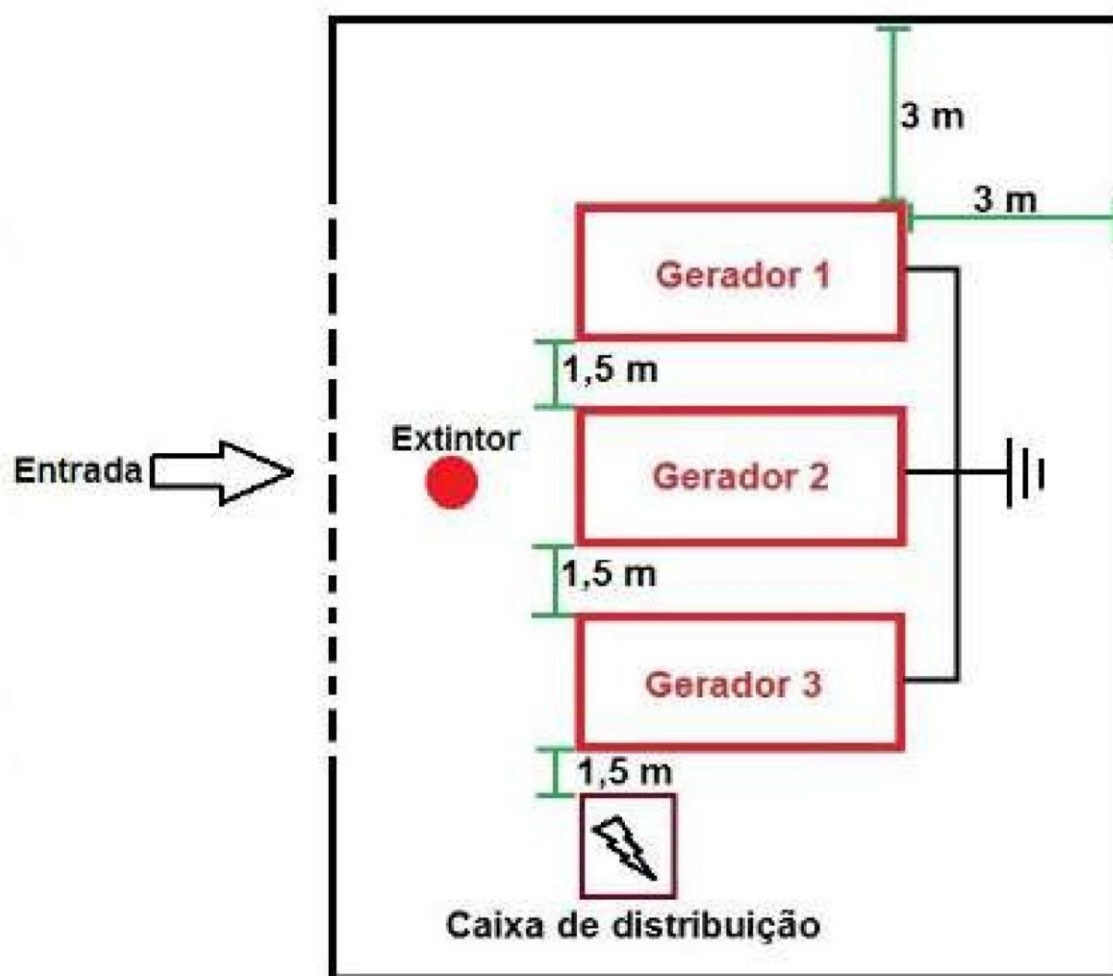 3 m
3 m
Gerador 1
1,5 m
Extintor
Entrada
Gerador 2
1,5 m
Gerador 3
1,5 m
Caixa de distribuição